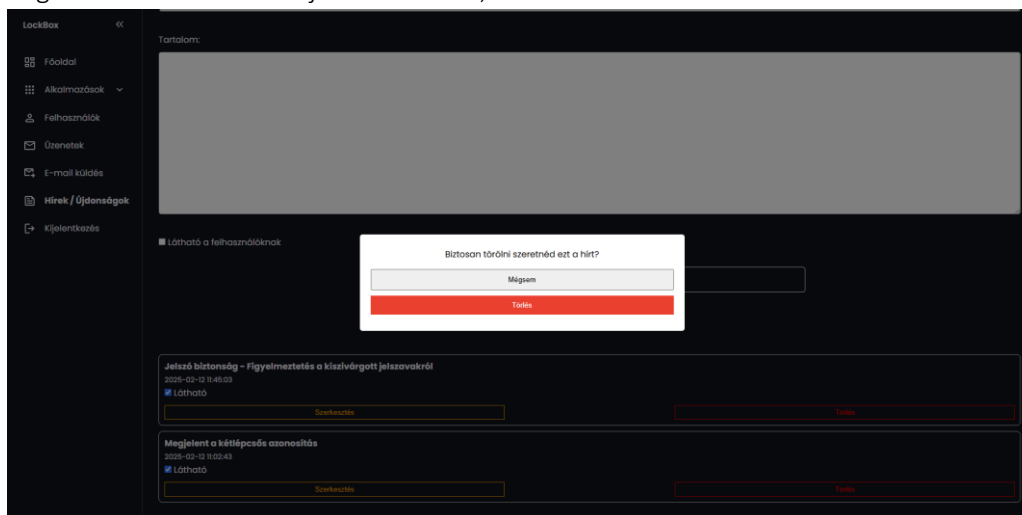 LockBox
Főoldal
Alkalmazások
Felhasználók
Üzenetek
E-mail küldés
Hírek / Újdonságok
Kijelentkezés
Tartalom:
Látható a felhasználóknak
Biztosan törölni szeretnéd ezt a hírt?
Mégsem
Törlés
Jelszó biztonság - Figyelmeztetés a kiszivárgott jelszavakról
2025-02-12 11:45:03
Látható
Szerkesztés Törlés
Megjelent a kétlépcsős azonosítás
2025-02-12 11:02:43
Látható
Szerkesztés Törlés